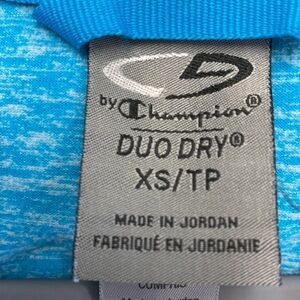 by Champion®
DUO DRY®
XS/TP
MADE IN JORDAN
FABRIQUÉ EN JORDANIE